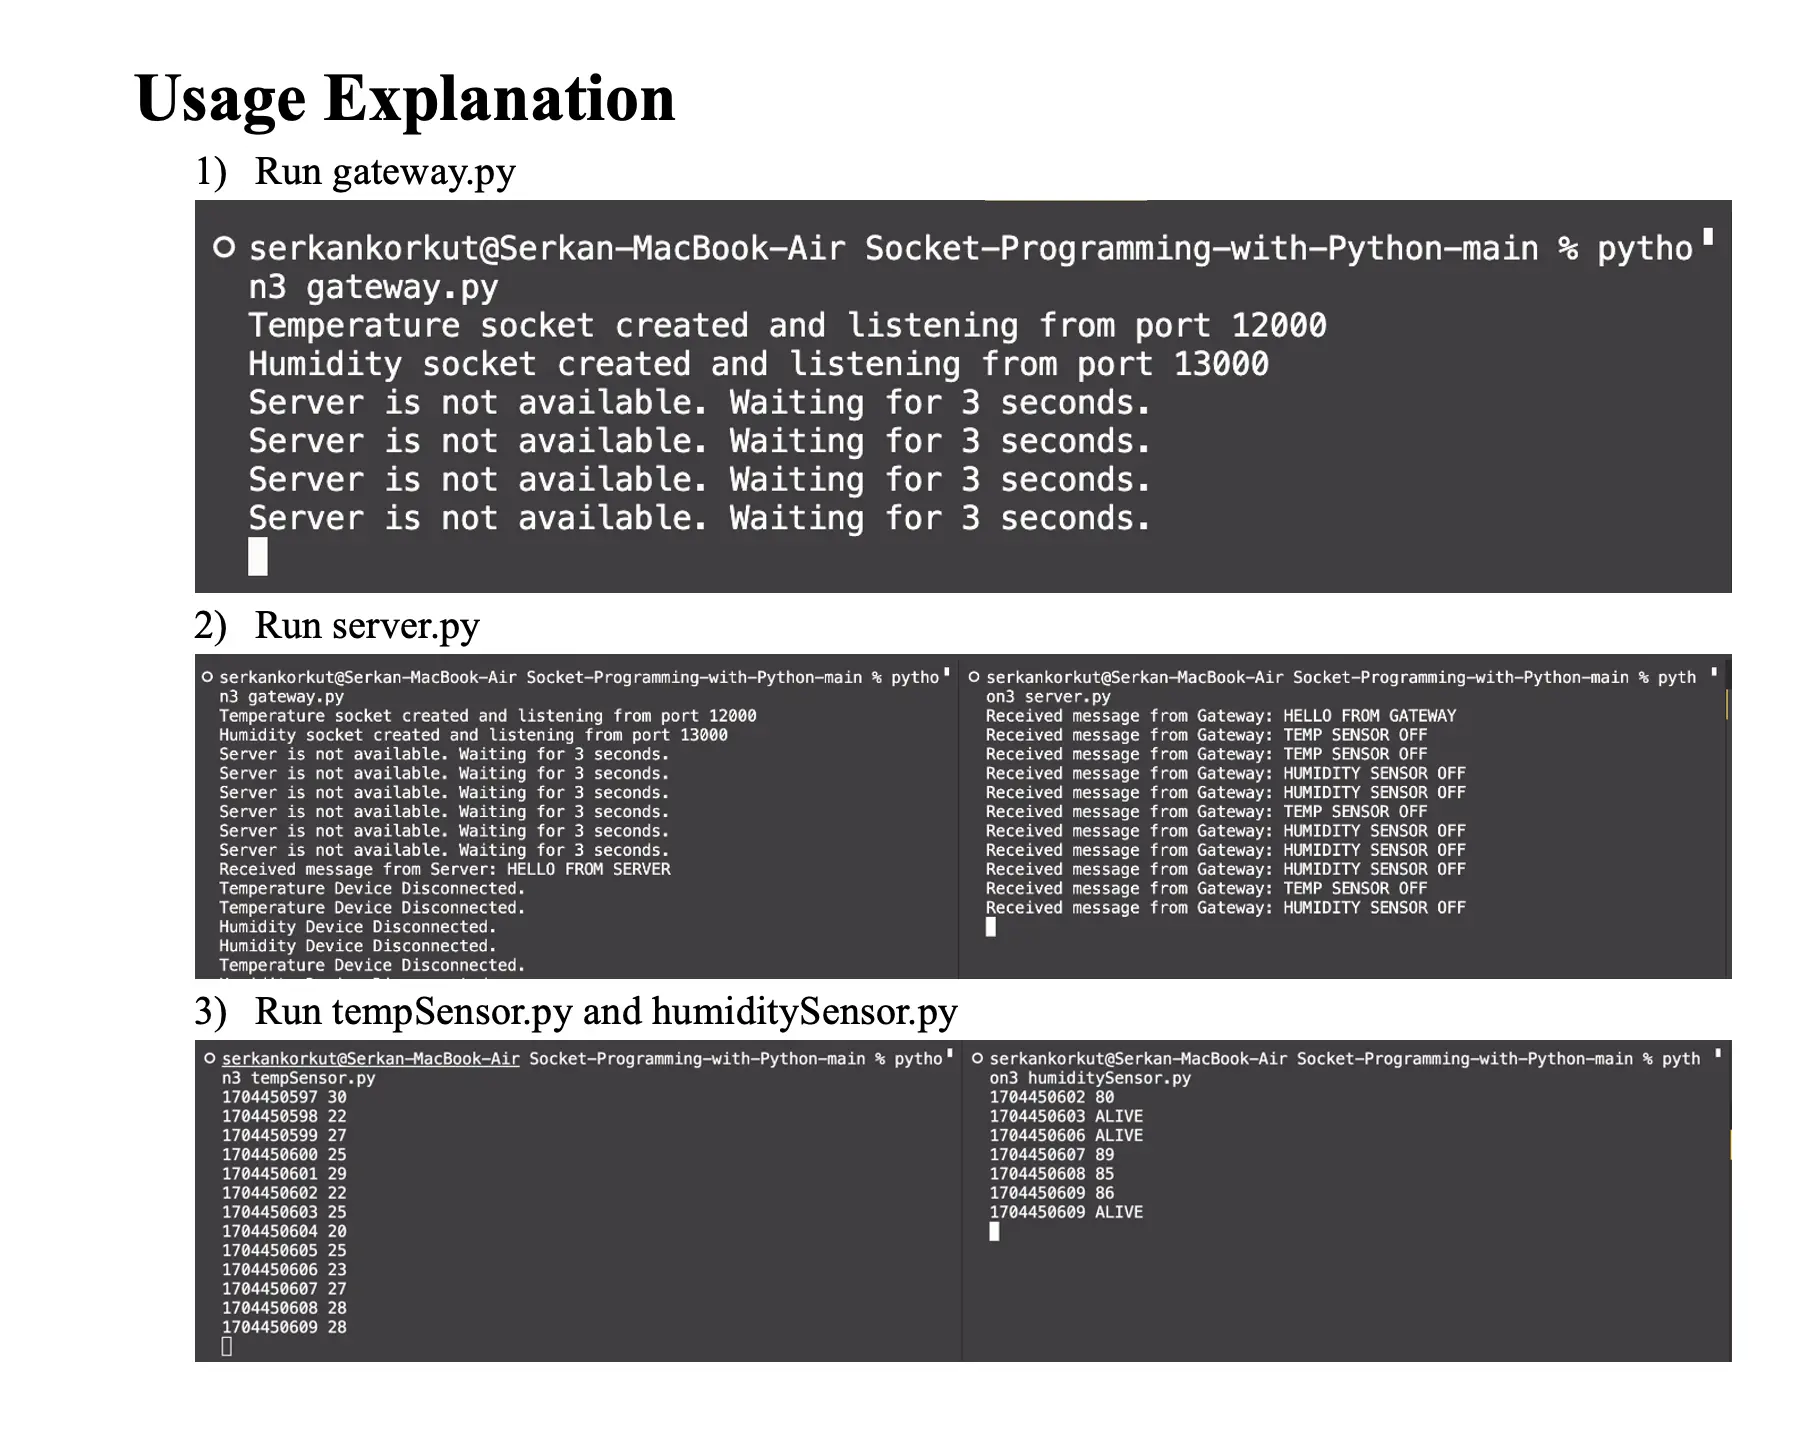 Usage Explanation
1) Run gateway.py
serkankorkut@Serkan-MacBook-Air Socket-Programming-with-Python-main % pytho
n3 gateway.py
Temperature socket created and listening from port 12000
Humidity socket created and listening from port 13000
Server is not available. Waiting for 3 seconds.
Server is not available. Waiting for 3 seconds.
Server is not available. Waiting for 3 seconds.
Server is not available. Waiting for 3 seconds.
2) Run server.py
serkankorkut@Serkan-MacBook-Air Socket-Programming-with-Python-main % pytho
n3 gateway.py
Temperature socket created and listening from port 12000
Humidity socket created and listening from port 13000
Server is not available. Waiting for 3 seconds.
Server is not available. Waiting for 3 seconds.
Server is not available. Waiting for 3 seconds.
Server is not available. Waiting for 3 seconds.
Server is not available. Waiting for 3 seconds.
Server is not available. Waiting for 3 seconds.
Received message from Server: HELLO FROM SERVER
Temperature Device Disconnected.
Temperature Device Disconnected.
Humidity Device Disconnected.
Humidity Device Disconnected.
Temperature Device Disconnected.
serkankorkut@Serkan-MacBook-Air Socket-Programming-with-Python-main % pyth
on3 server.py
Received message from Gateway: HELLO FROM GATEWAY
Received message from Gateway: TEMP SENSOR OFF
Received message from Gateway: TEMP SENSOR OFF
Received message from Gateway: HUMIDITY SENSOR OFF
Received message from Gateway: HUMIDITY SENSOR OFF
Received message from Gateway: TEMP SENSOR OFF
Received message from Gateway: HUMIDITY SENSOR OFF
Received message from Gateway: HUMIDITY SENSOR OFF
Received message from Gateway: HUMIDITY SENSOR OFF
Received message from Gateway: TEMP SENSOR OFF
Received message from Gateway: HUMIDITY SENSOR OFF
3) Run tempSensor.py and humiditySensor.py
serkankorkut@Serkan-MacBook-Air Socket-Programming-with-Python-main % pytho
n3 tempSensor.py
1704450597 30
1704450598 22
1704450599 27
1704450600 25
1704450601 29
1704450602 22
1704450603 25
1704450604 20
1704450605 25
1704450606 23
1704450607 27
1704450608 28
1704450609 28
serkankorkut@Serkan-MacBook-Air Socket-Programming-with-Python-main % pyth
on3 humiditySensor.py
1704450602 80
1704450603 ALIVE
1704450606 ALIVE
1704450607 89
1704450608 85
1704450609 86
1704450609 ALIVE